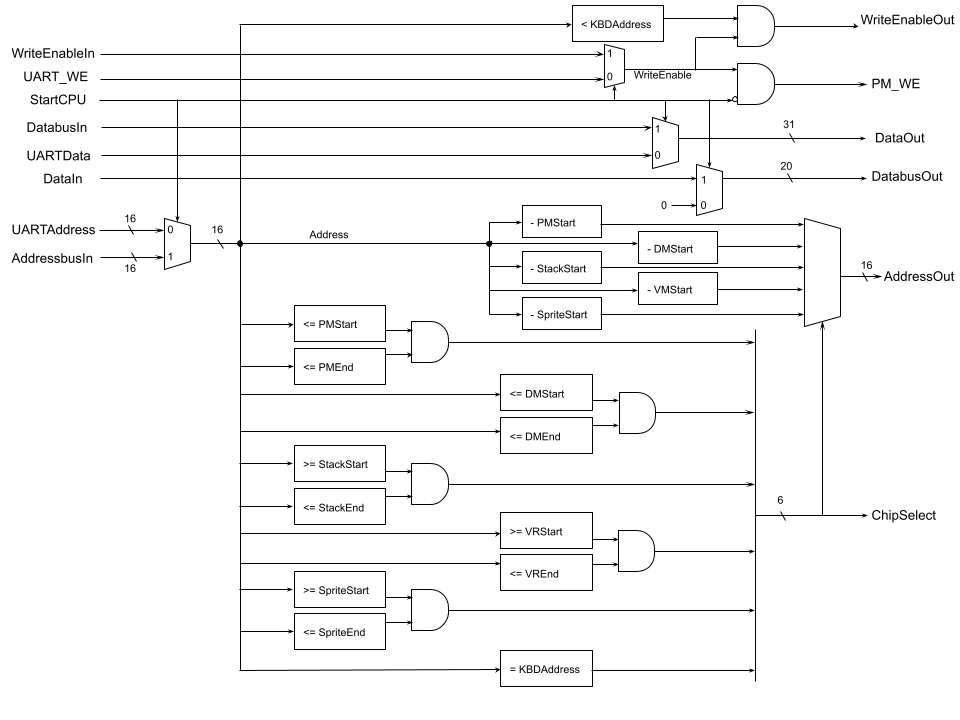 < KBDAddress
WriteEnableOut
WriteEnableIn
1
UART_WE
0
WriteEnable
PM_WE
StartCPU
DatabusIn
1
31
DataOut
UARTData
0
DataIn
1
20
DatabusOut
0
0
UARTAddress
16
0
16
Address
AddressbusIn
16
1
- PMStart
- DMStart
- StackStart
- VMStart
- SpriteStart
16
AddressOut
<= PMStart
<= PMEnd
<= DMStart
<= DMEnd
>= StackStart
<= StackEnd
6
ChipSelect
>= VRStart
<= VREnd
>= SpriteStart
<= SpriteEnd
= KBDAddress